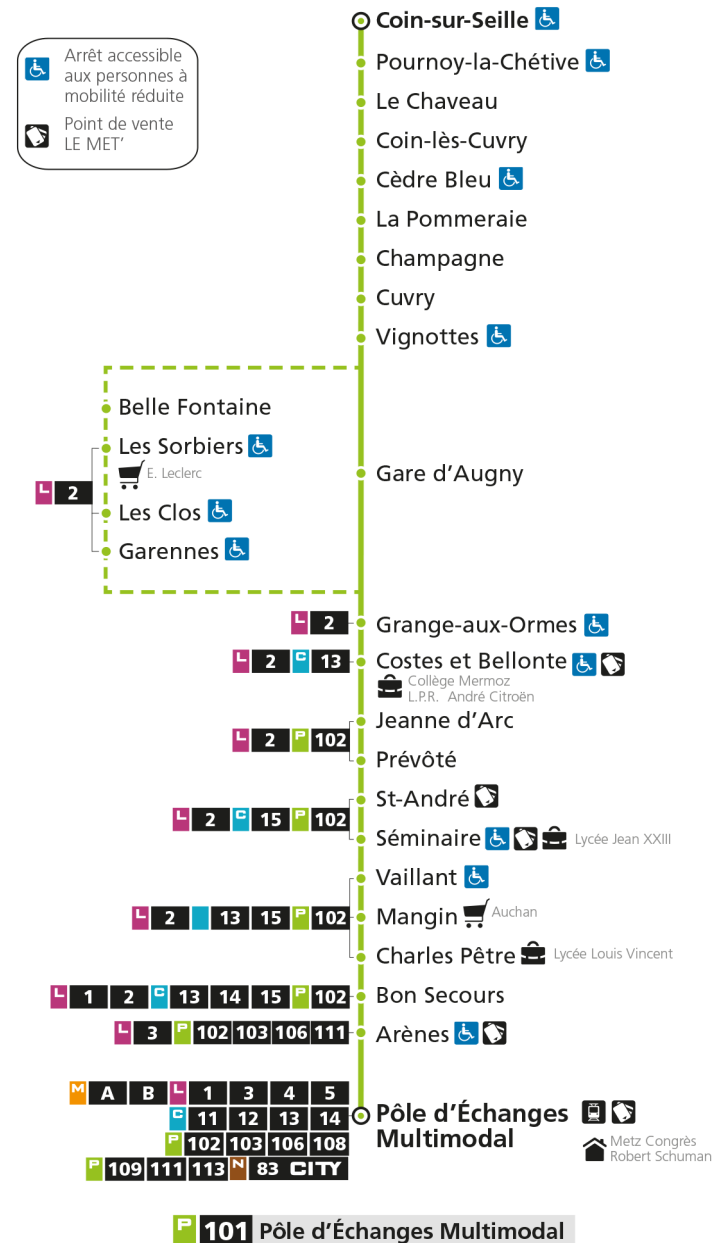 Coin-sur-Seille
Arrêt accessible
aux personnes à
mobilité réduite
Point de vente
LE MET’
Pournoy-la-Chétive
Le Chaveau
Coin-lès-Cuvry
Cèdre Bleu
La Pommeraie
Champagne
Cuvry
Vignottes
Belle Fontaine
Les Sorbiers
E. Leclerc
L 2
Les Clos
Garennes
Gare d’Augny
L 2 Grange-aux-Ormes
L 2 C 13 Costes et Bellonte
Collège Mermoz
L.P.R. André Citroën
Jeanne d’Arc
L 2 P 102
Prévôté
St-André
L 2 C 15 P 102
Séminaire Lycée Jean XXIII
Vaillant
L 2 13 15 P 102 Mangin Auchan
Charles Pêtre Lycée Louis Vincent
L 1 2 C 13 14 15 P 102 Bon Secours
L 3 P 102 103 106 111 Arènes
M A B L 1 3 4 5
C 11 12 13 14
P 102 103 106 108
P 109 111 113 N 83 CITY
Pôle d’Échanges
Multimodal
Metz Congrès
Robert Schuman
P 101 Pôle d’Échanges Multimodal